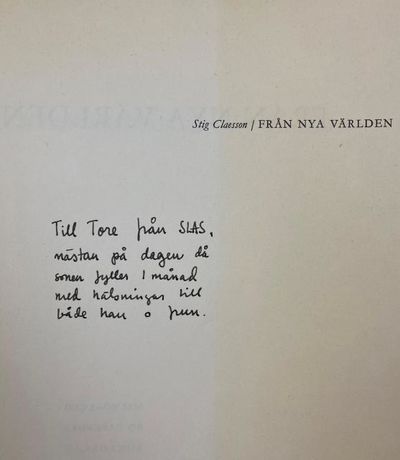 Stig Claesson / FRÅN NYA VÄRLDEN
Till Tore från SLAS,
nästan på dagen då
sonen fyller 1 månad
med hälsningar till
både han o hun.